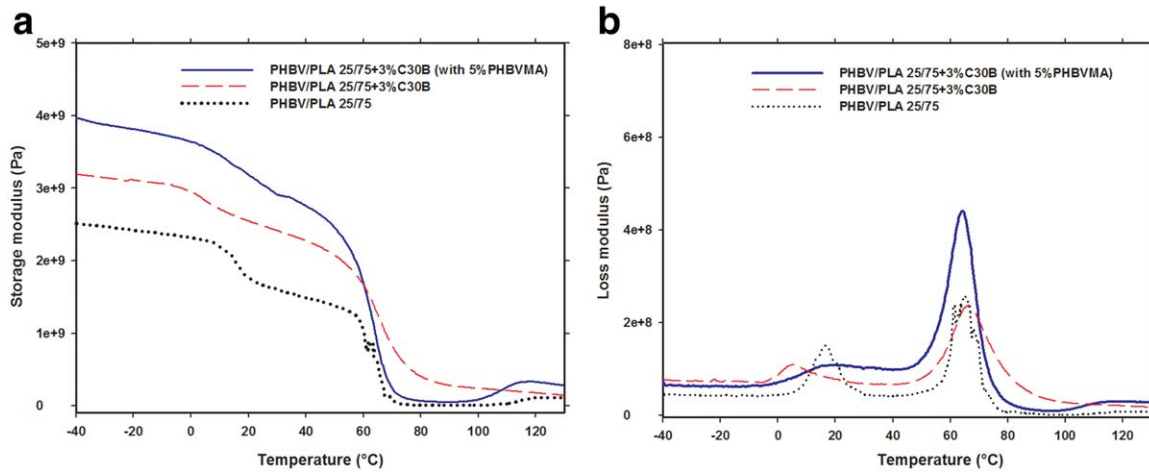 a
5e+9
4e+9
3e+9
2e+9
1e+9
0
Storage modulus (Pa)
PHBV/PLA 25/75+3%C30B (with 5%PHBVMA)
PHBV/PLA 25/75+3%C30B
PHBV/PLA 25/75
-40 -20 0 20 40 60 80 100 120
Temperature (°C)
b
8e+8
6e+8
4e+8
2e+8
0
Loss modulus (Pa)
PHBV/PLA 25/75+3%C30B (with 5%PHBVMA)
PHBV/PLA 25/75+3%C30B
PHBV/PLA 25/75
-40 -20 0 20 40 60 80 100 120
Temperature (°C)